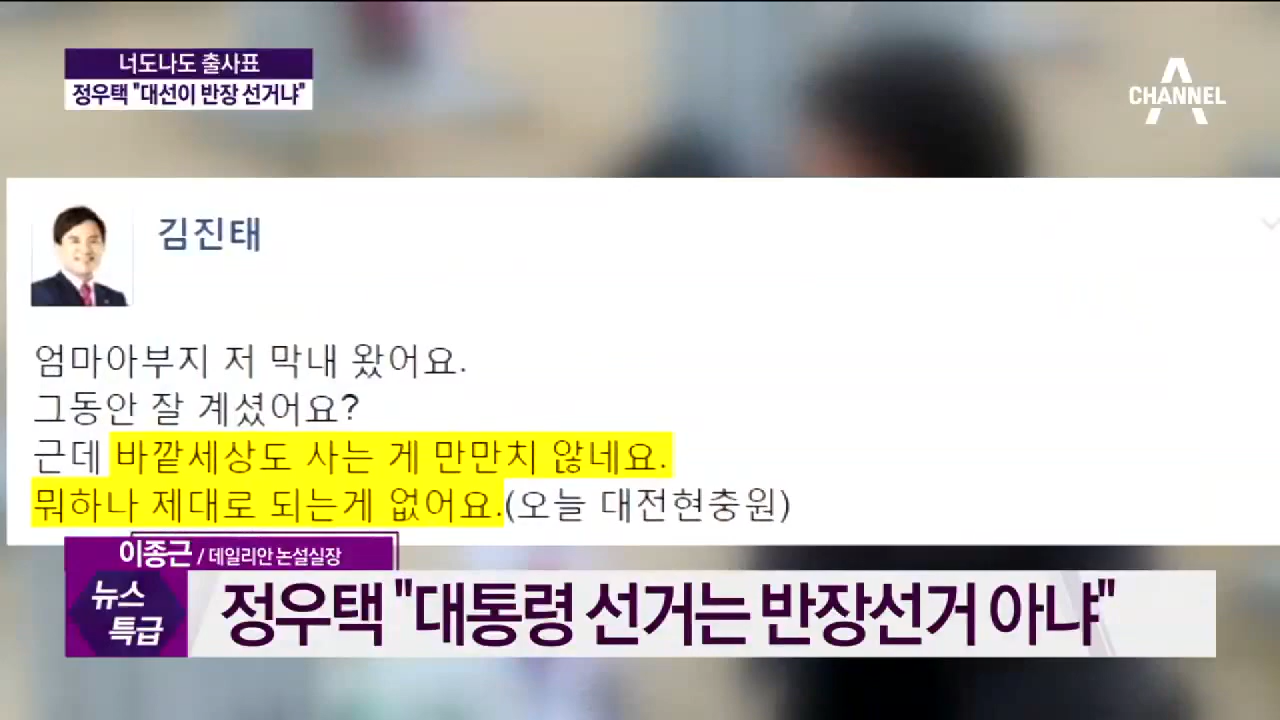 너도나도 출사표
정우택 "대선이 반장 선거냐"
CHANNEL A
김진태
엄마아부지 저 막내 왔어요.
그동안 잘 계셨어요?
근데 바깥세상도 사는 게 만만치 않네요.
뭐하나 제대로 되는게 없어요.(오늘 대전현충원)
이종근 / 데일리안 논설실장
뉴스
특급
정우택 "대통령 선거는 반장선거 아냐"